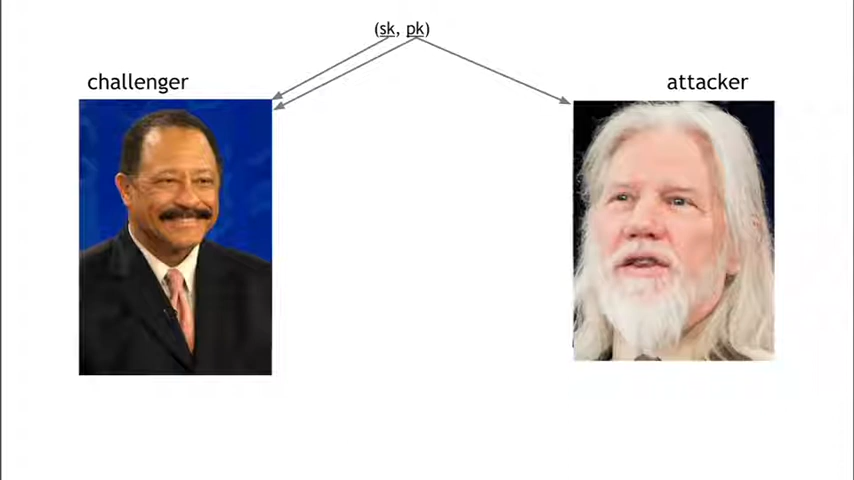 (sk, pk)
challenger
attacker